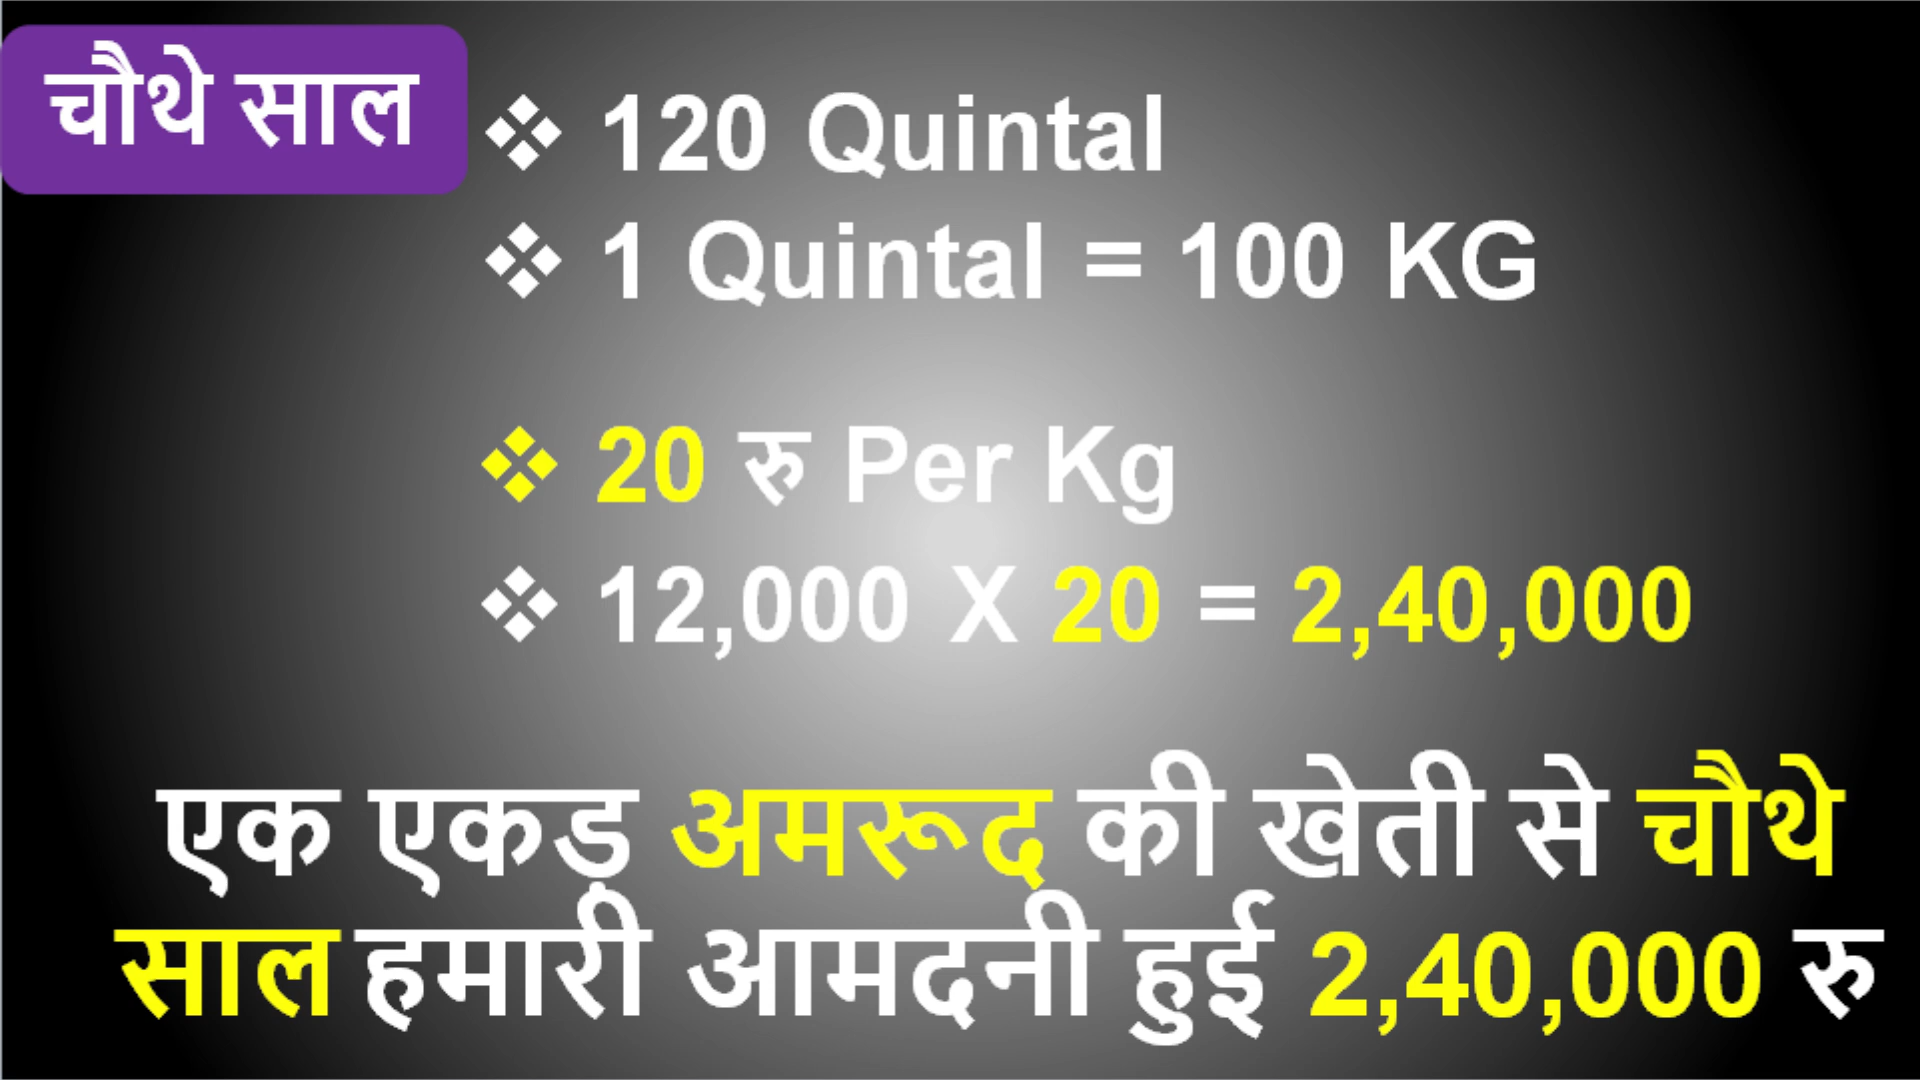 चौथे साल
❖ 120 Quintal
❖ 1 Quintal = 100 KG
❖ 20 रु Per Kg
❖ 12,000 X 20 = 2,40,000
एक एकड़ अमरूद की खेती से चौथे
साल हमारी आमदनी हुई 2,40,000 रु